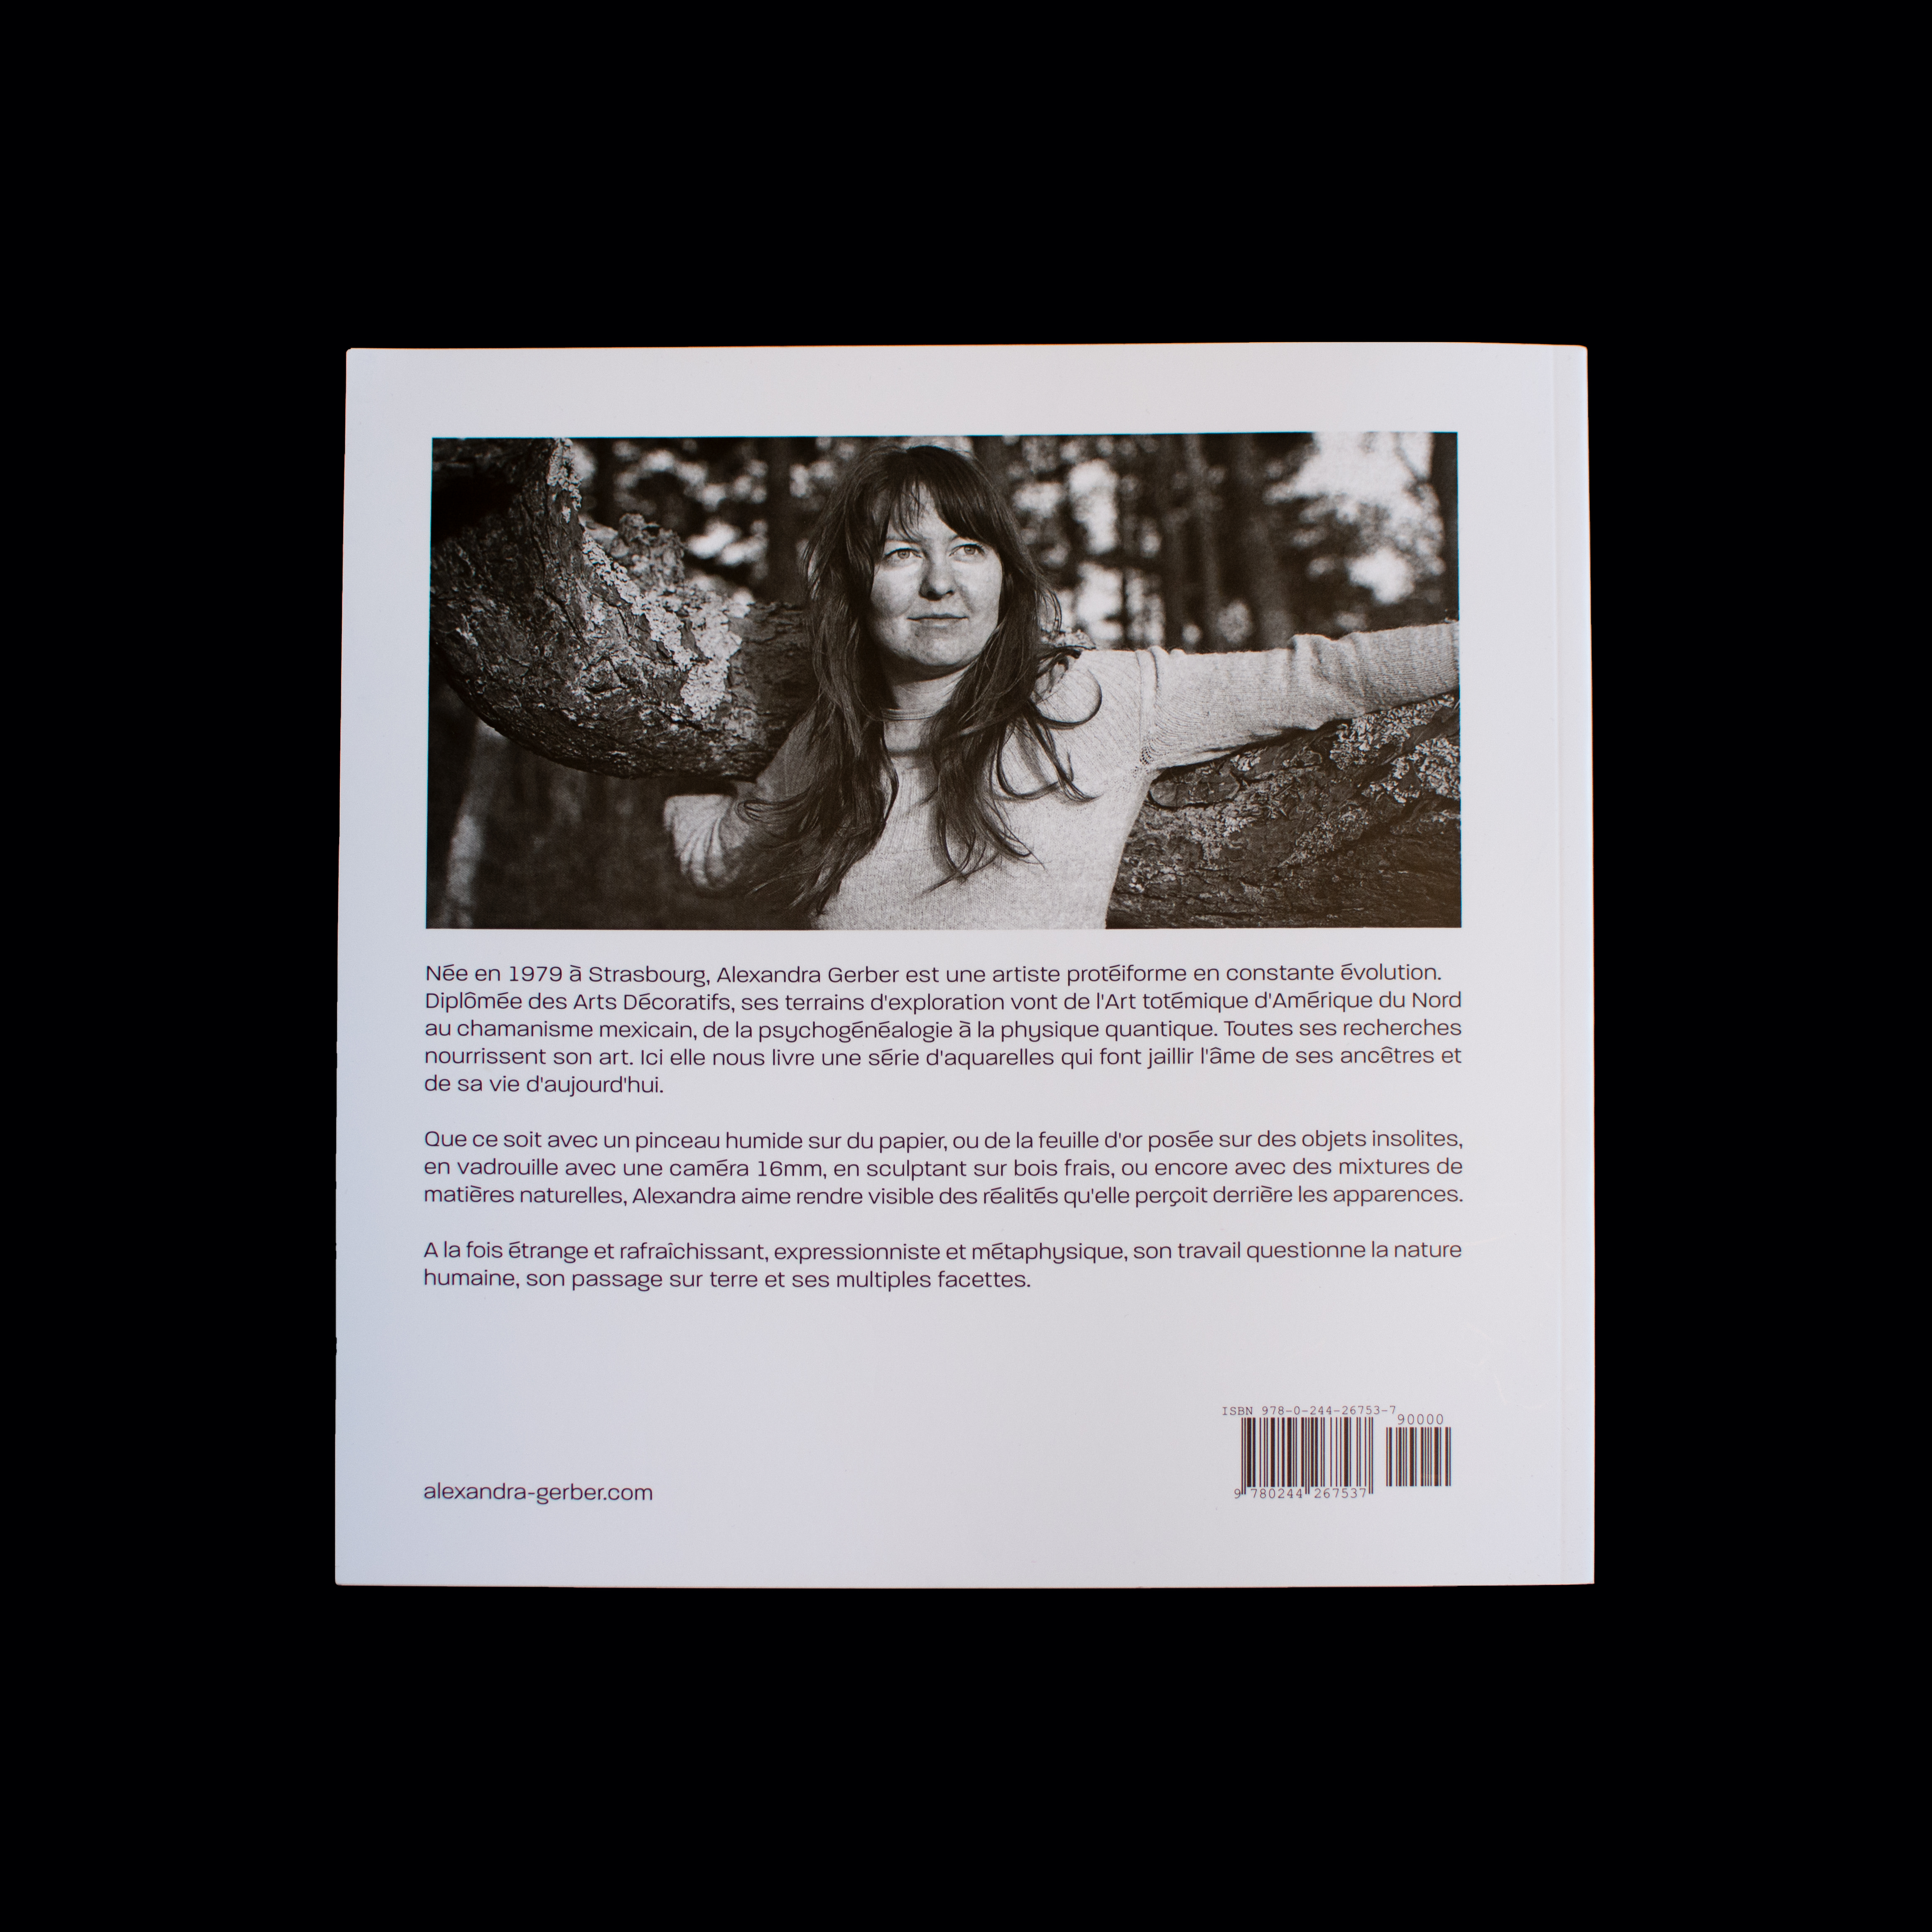 Née en 1979 à Strasbourg, Alexandra Gerber est une artiste protéiforme en constante évolution.
Diplômée des Arts Décoratifs, ses terrains d'exploration vont de l'Art totémique d'Amérique du Nord
au chamanisme mexicain, de la psychogénéalogie à la physique quantique. Toutes ses recherches
nourrissent son art. Ici elle nous livre une série d'aquarelles qui font jaillir l'âme de ses ancêtres et
de sa vie d'aujourd'hui.
Que ce soit avec un pinceau humide sur du papier, ou de la feuille d'or posée sur des objets insolites,
en vadrouille avec une caméra 16mm, en sculptant sur bois frais, ou encore avec des mixtures de
matières naturelles, Alexandra aime rendre visible des réalités qu'elle perçoit derrière les apparences.
A la fois étrange et rafraîchissant, expressionniste et métaphysique, son travail questionne la nature
humaine, son passage sur terre et ses multiples facettes.
ISBN 978-0-244-26753-7
90000
9 780244 267537
alexandra-gerber.com